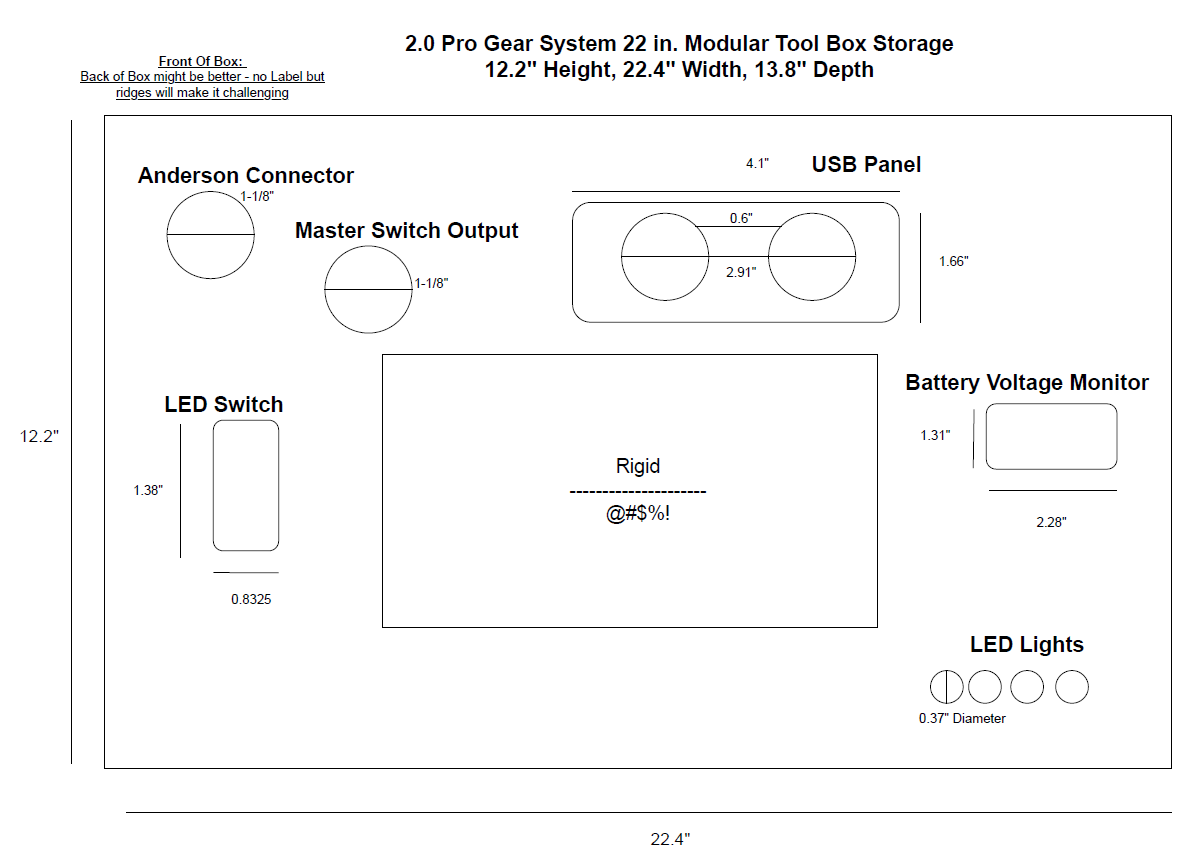 2.0 Pro Gear System 22 in. Modular Tool Box Storage
12.2" Height, 22.4" Width, 13.8" Depth
Front Of Box:
Back of Box might be better - no Label but
ridges will make it challenging
Anderson Connector
1-1/8"
Master Switch Output
1-1/8"
4.1"
USB Panel
0.6"
2.91"
1.66"
LED Switch
1.38"
0.8325
12.2"
Rigid
---------------------
@#$%!
Battery Voltage Monitor
1.31"
2.28"
LED Lights
0.37" Diameter
22.4"